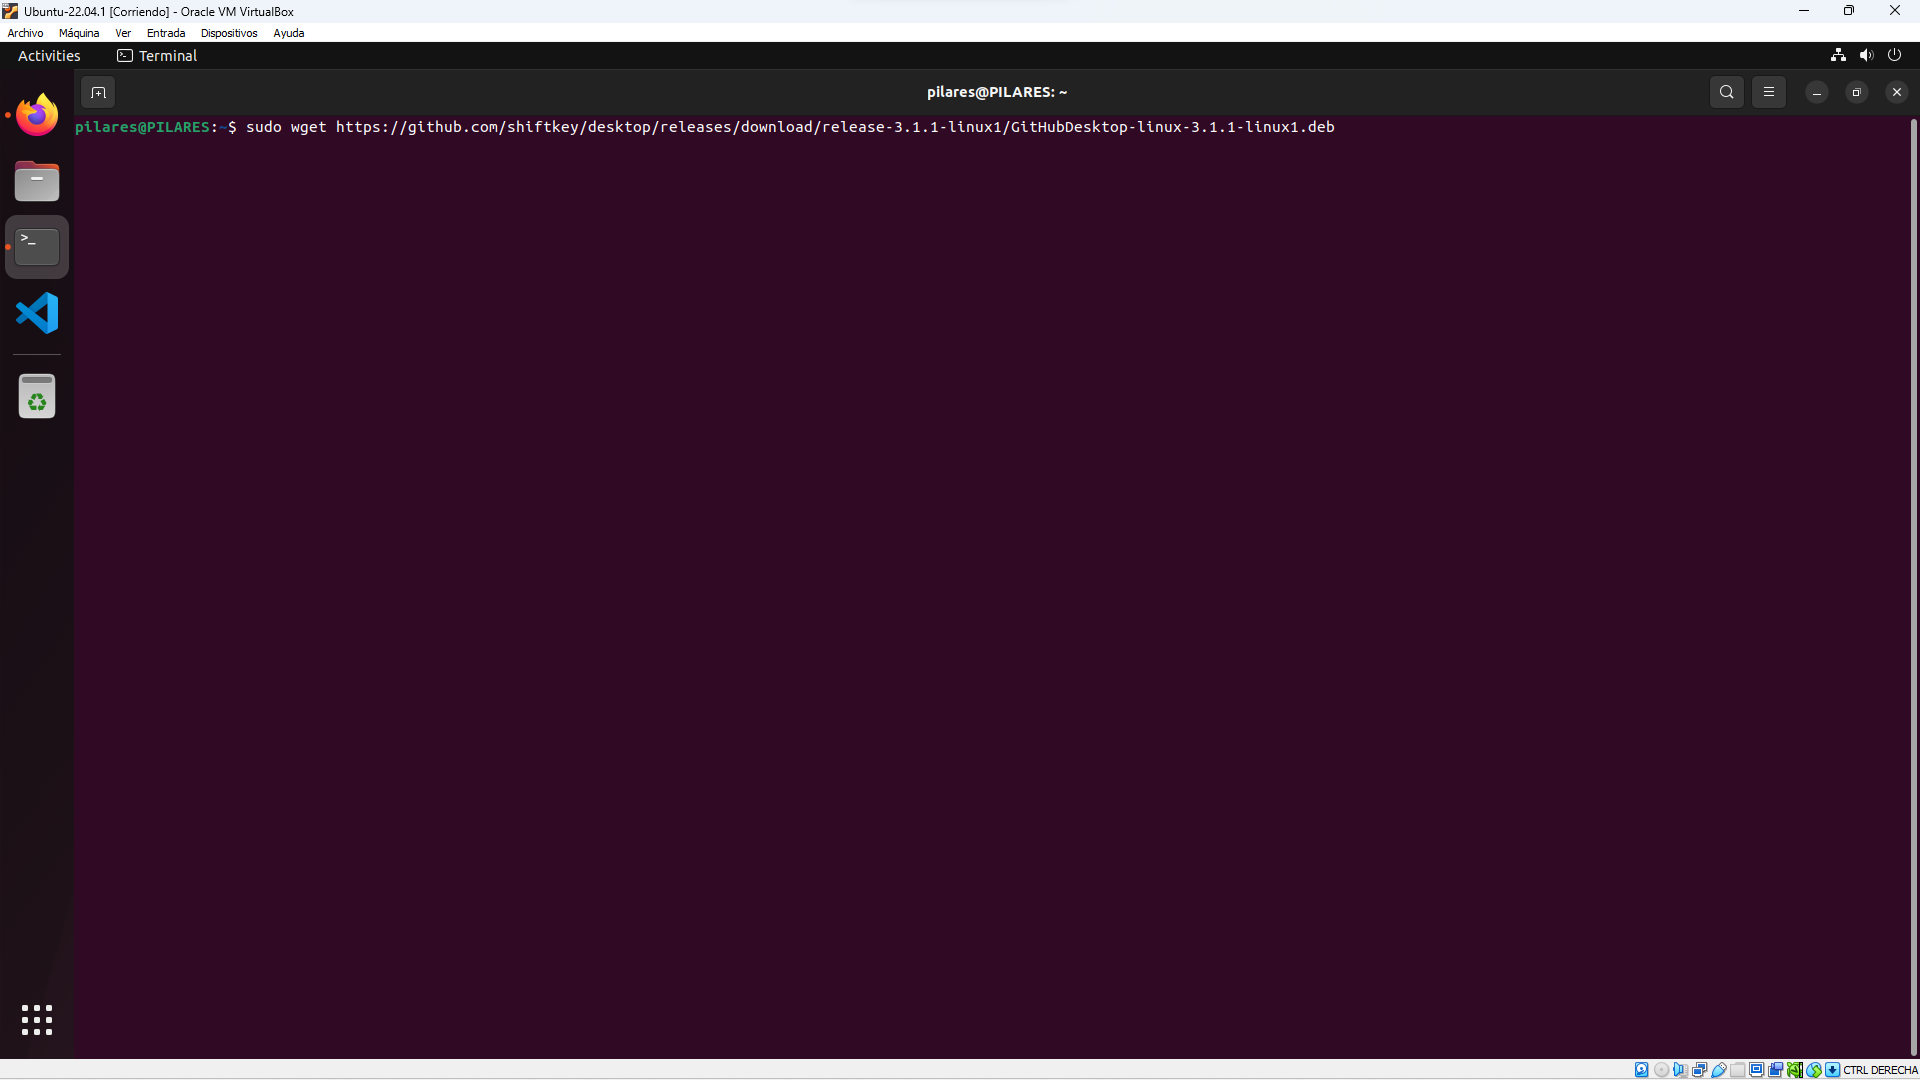 Ubuntu-22.04.1 [Corriendo] - Oracle VM VirtualBox
Archivo Máquina Ver Entrada Dispositivos Ayuda
Activities Terminal
pilares@PILARES: ~
pilares@PILARES:~$ sudo wget https://github.com/shiftkey/desktop/releases/download/release-3.1.1-linux1/GitHubDesktop-linux-3.1.1-linux1.deb
CTRL DERECHA